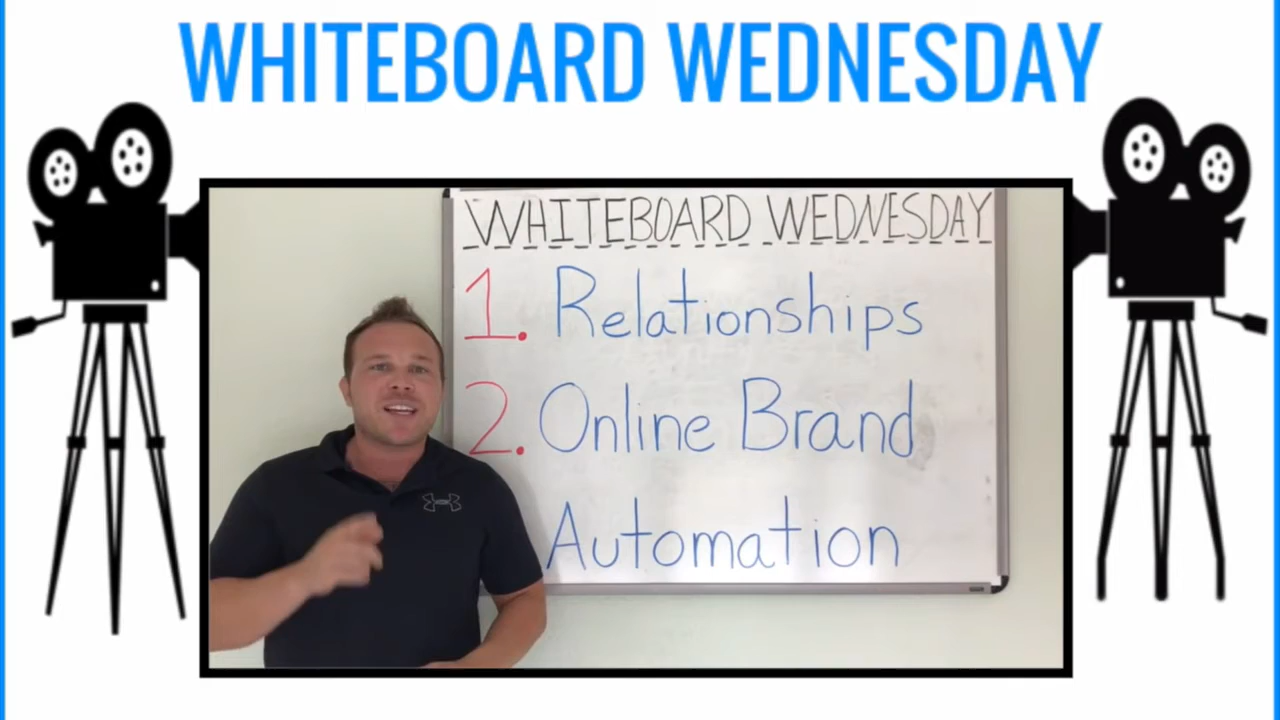 WHITEBOARD WEDNESDAY
WHITEBOARD WEDNESDAY
1. Relationships
2. Online Brand
Automation